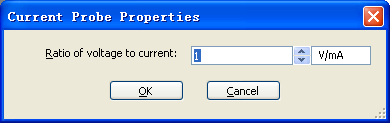 Current Probe Properties
Ratio of voltage to current: 1 V/mA
OK Cancel